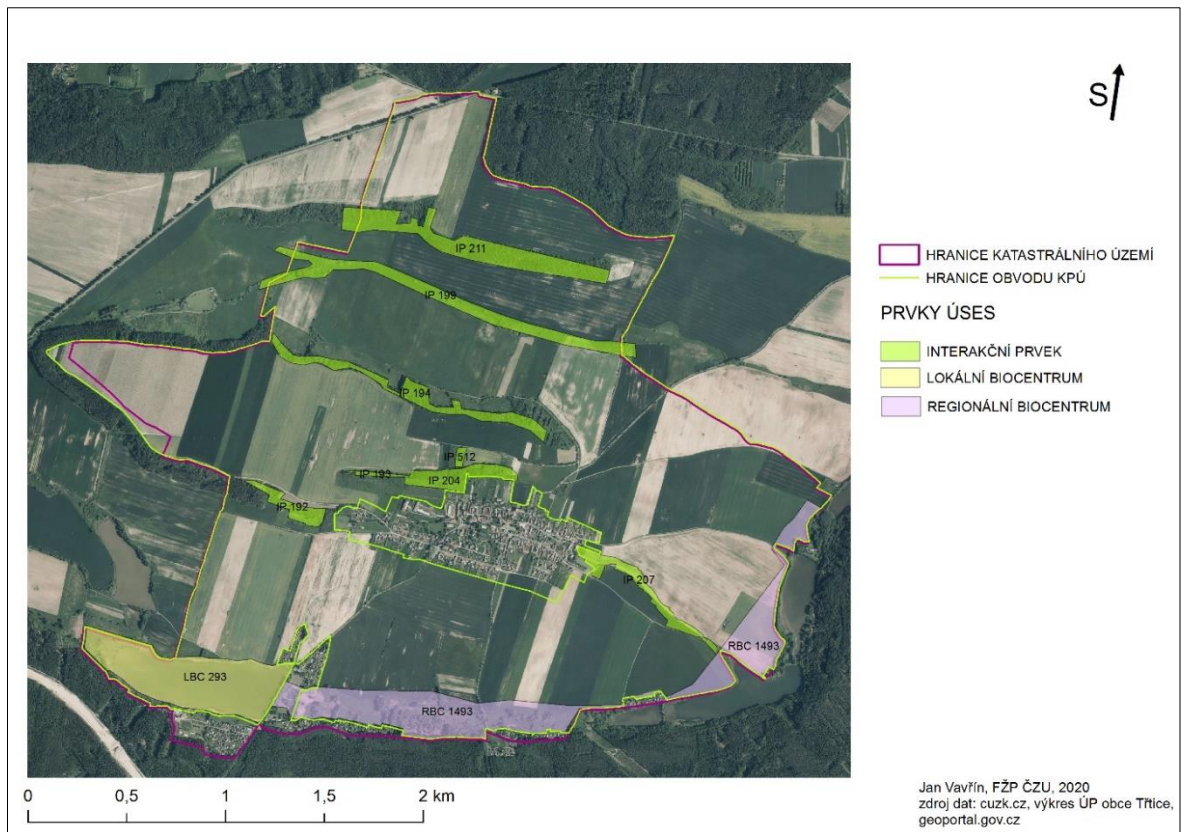 S
IP 211
IP 199
IP 194
IP 512
IP 193
IP 204
IP 192
IP 207
RBC 1493
LBC 293
RBC 1493
HRANICE KATASTRÁLNÍHO ÚZEMÍ
HRANICE OBVODU KPÚ
PRVKY ÚSES
INTERAKČNÍ PRVEK
LOKÁLNÍ BIOCENTRUM
REGIONÁLNÍ BIOCENTRUM
0 0,5 1 1,5 2 km
Jan Vavřín, FŽP ČZU, 2020
zdroj dat: cuzk.cz, výkres ÚP obce Třtice,
geoportal.gov.cz